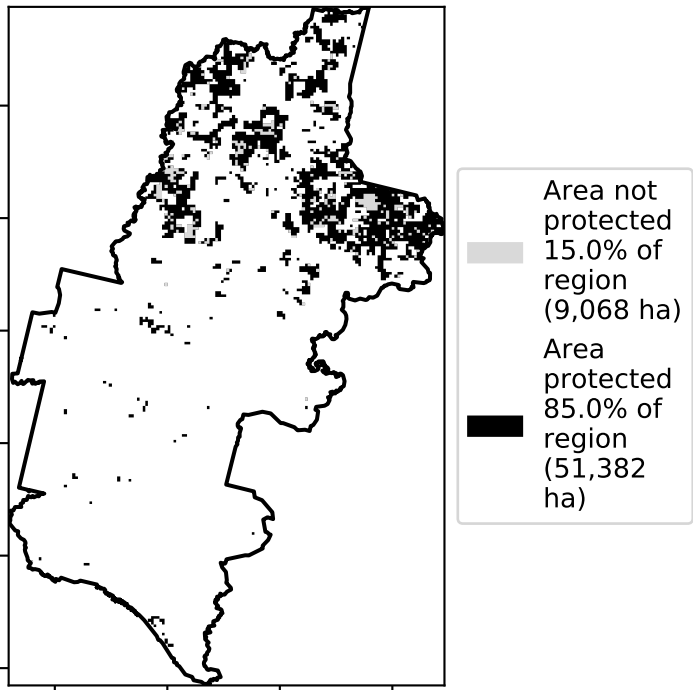 Area not
protected
15.0% of
region
(9,068 ha)
Area
protected
85.0% of
region
(51,382
ha)